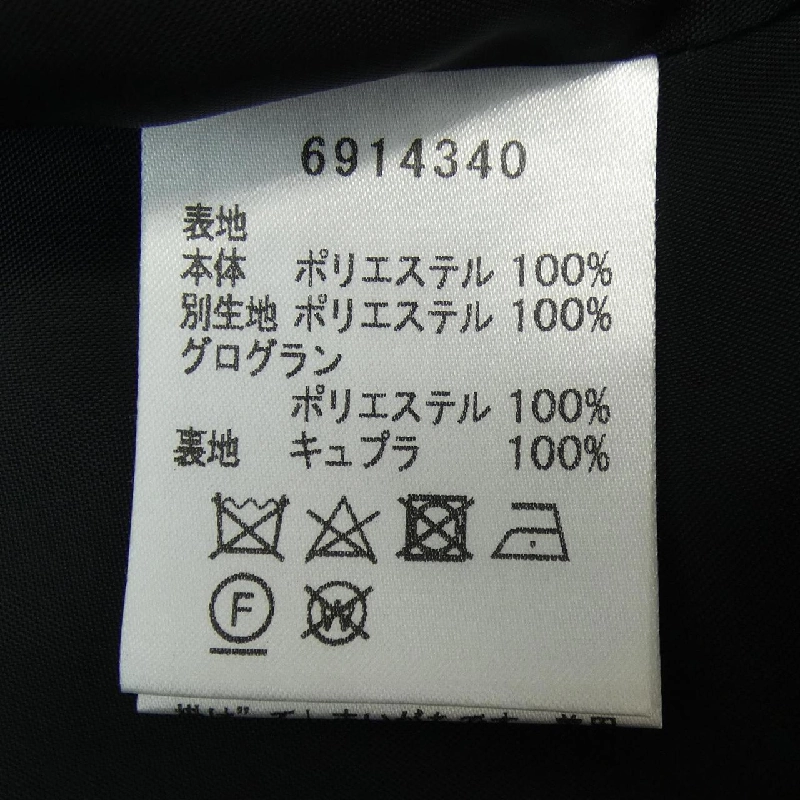 6914340
表地
本体 ポリエステル 100%
別生地 ポリエステル 100%
グログラン
ポリエステル 100%
裏地 キュプラ 100%
F
W